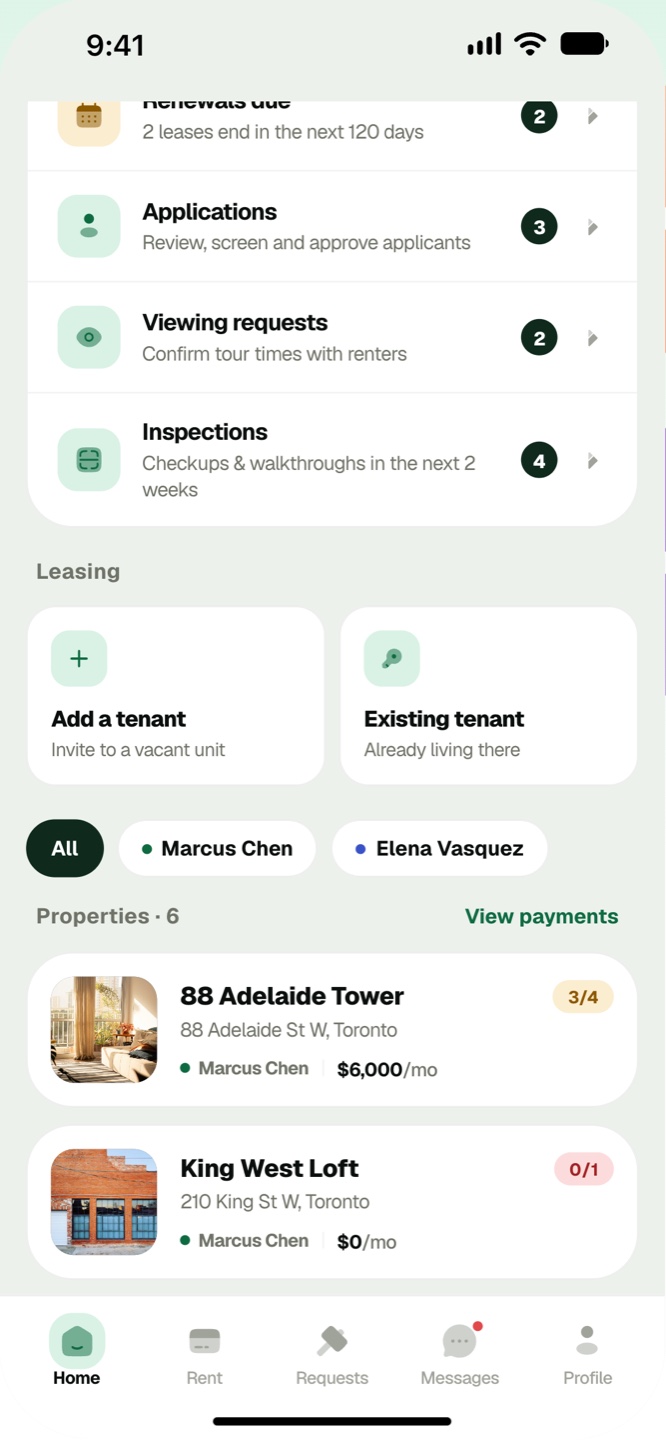 9:41
Renewals due
2 leases end in the next 120 days
2
Applications
Review, screen and approve applicants
3
Viewing requests
Confirm tour times with renters
2
Inspections
Checkups & walkthroughs in the next 2
weeks
4
Leasing
Add a tenant
Invite to a vacant unit
Existing tenant
Already living there
All
Marcus Chen
Elena Vasquez
Properties · 6
View payments
88 Adelaide Tower
3/4
88 Adelaide St W, Toronto
Marcus Chen
$6,000/mo
King West Loft
0/1
210 King St W, Toronto
Marcus Chen
$0/mo
Home
Rent
Requests
Messages
Profile